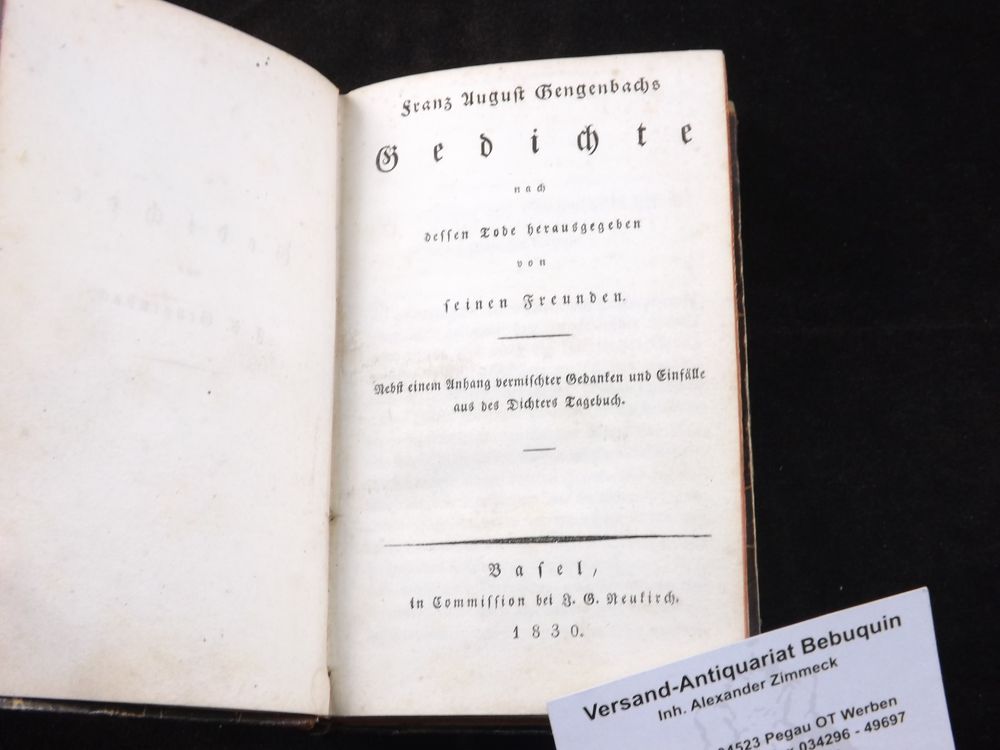 Franz August Gengenbachs
Gedichte
nach
dessen Tode herausgegeben
von
seinen Freunden.
Nebst einem Anhang vermischter Gedanken und Einfälle
aus des Dichters Tagebuch.
Basel,
in Commission bei J. G. Neukirch.
1830.
Versand-Antiquariat Bebuquin
Inh. Alexander Zimmeck
04523 Pegau OT Werben
034296 - 49697